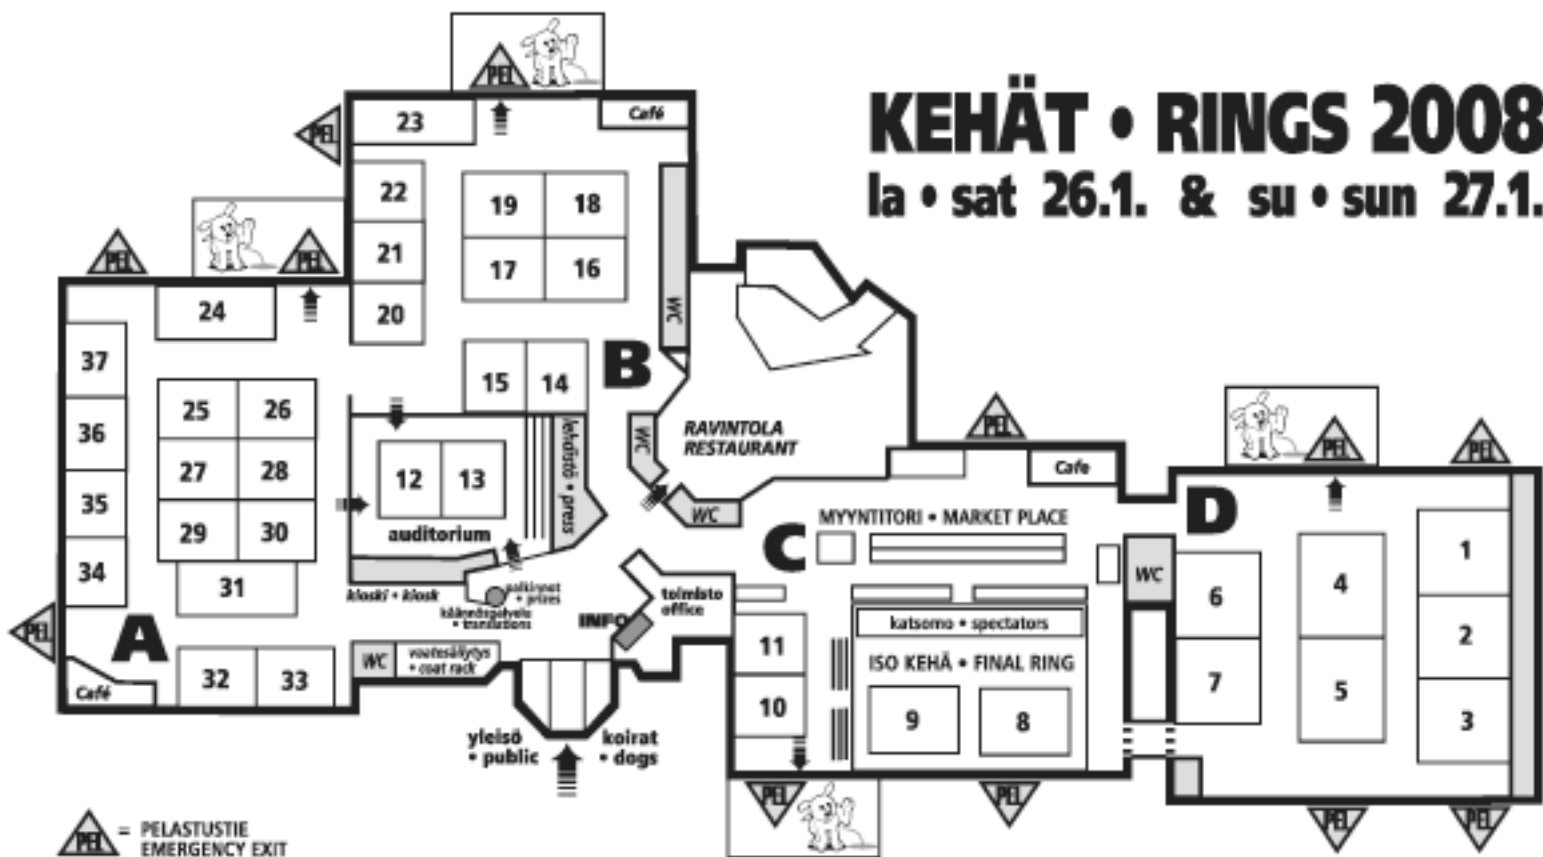 KEHÄT • RINGS 2008
la • sat 26.1. & su • sun 27.1.
PEL
PEL
PEL
PEL
PEL
23
Café
22
19
18
21
17
16
20
WC
24
37
15
14
B
25
26
36
lehdistö • press
WC
RAVINTOLA
RESTAURANT
PEL
PEL
PEL
27
28
12
13
Cafe
35
29
30
auditorium
WC
MYYNTITORI • MARKET PLACE
D
C
34
31
kioski • kiosk
palkinnot
• prizes
käännöspalvelu
• translations
INFO
toimisto
office
WC
6
4
1
katsomo • spectators
2
PEL
A
11
ISO KEHÄ • FINAL RING
32
33
WC
vaatesäilytys
• coat rack
Café
10
9
8
7
5
3
yleisö
• public
koirat
• dogs
PEL
PEL
PEL
PEL
PEL
= PELASTUSTIE
EMERGENCY EXIT